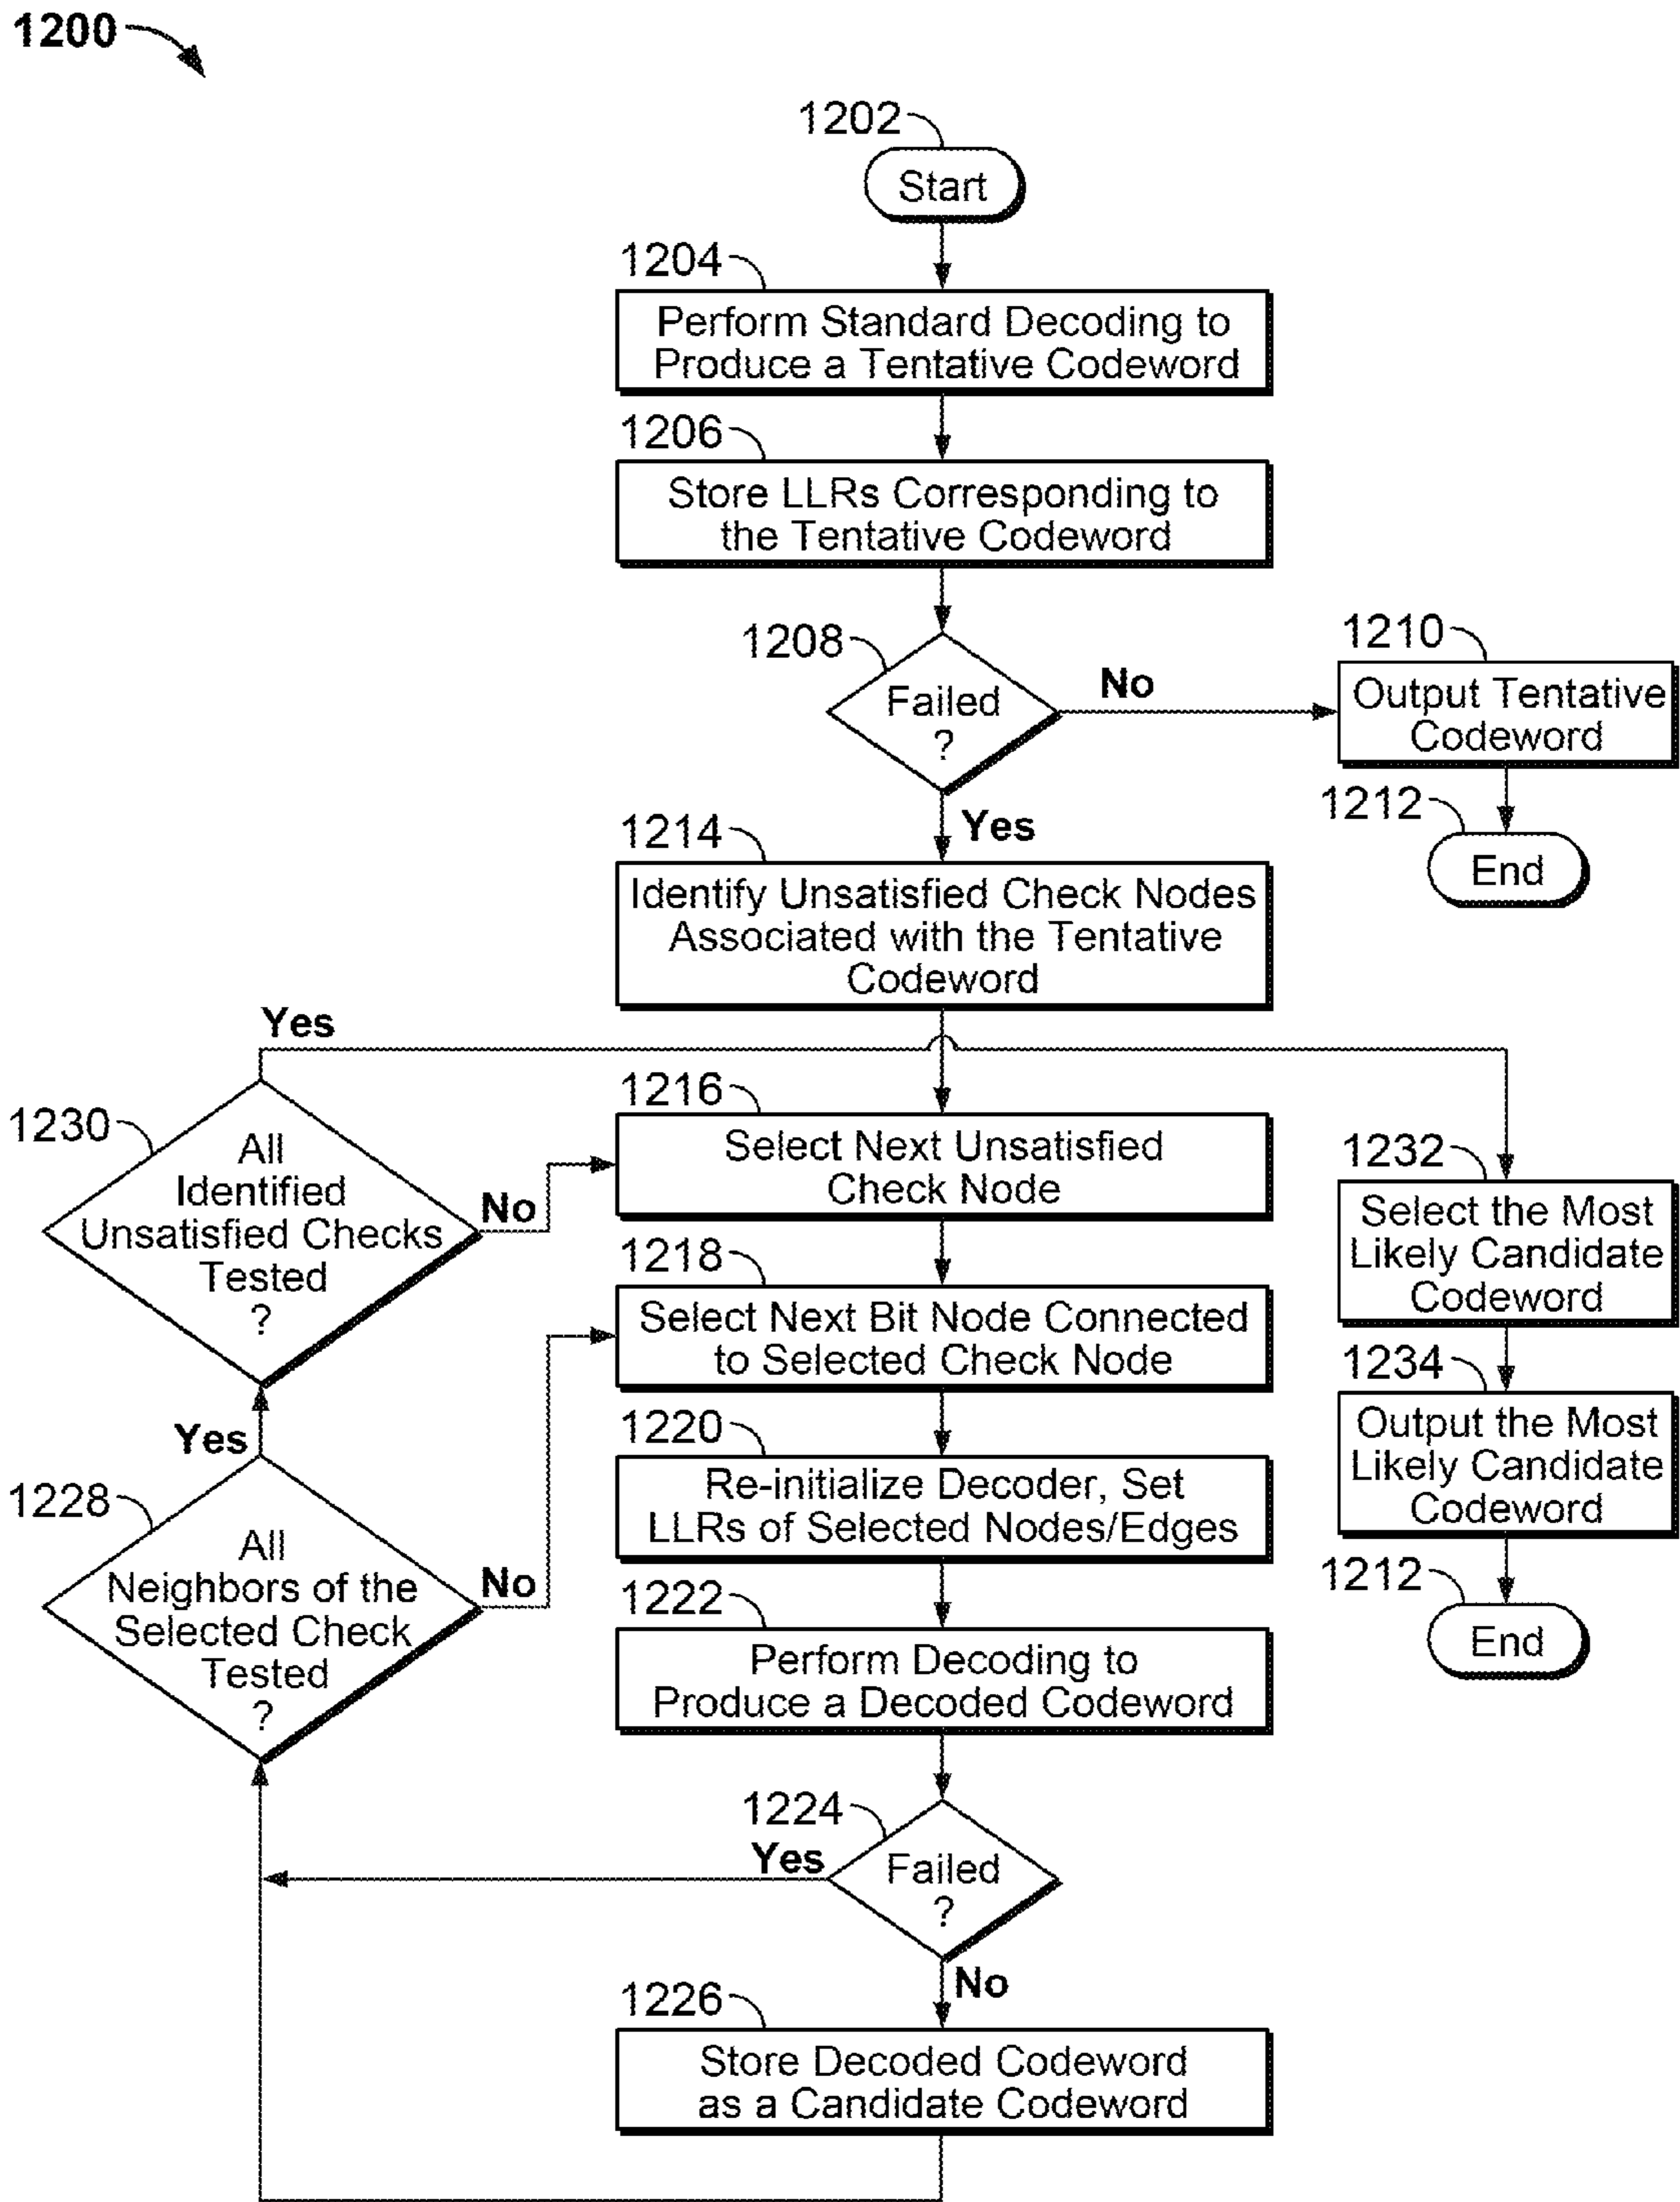 1200
1202
Start
1204
Perform Standard Decoding to
Produce a Tentative Codeword
1206
Store LLRs Corresponding to
the Tentative Codeword
1208
Failed
?
No
1210
Output Tentative
Codeword
1212
End
Yes
1214
Identify Unsatisfied Check Nodes
Associated with the Tentative
Codeword
Yes
1230
All
Identified
Unsatisfied Checks
Tested
?
No
1216
Select Next Unsatisfied
Check Node
1218
Select Next Bit Node Connected
to Selected Check Node
1220
Re-initialize Decoder, Set
LLRs of Selected Nodes/Edges
1222
Perform Decoding to
Produce a Decoded Codeword
1232
Select the Most
Likely Candidate
Codeword
1234
Output the Most
Likely Candidate
Codeword
1212
End
Yes
1228
All
Neighbors of the
Selected Check
Tested
?
No
1224
Failed
?
Yes
No
1226
Store Decoded Codeword
as a Candidate Codeword